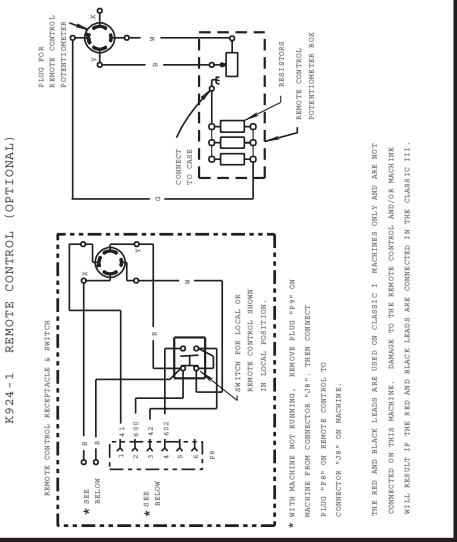 K924-1 REMOTE CONTROL (OPTIONAL)
PLUG FOR
REMOTE CONTROL
POTENTIOMETER
X
Y
W
B
G
CONNECT
TO CASE
RESISTORS
REMOTE CONTROL
POTENTIOMETER BOX
REMOTE CONTROL RECEPTACLE & SWITCH
X
Y
W
R
B
R
* SEE
BELOW
* SEE
BELOW
41
600
42
602
1
2
3
4
5
6
P8
SWITCH FOR LOCAL OR
REMOTE CONTROL SHOWN
IN LOCAL POSITION.
* WITH MACHINE NOT RUNNING, REMOVE PLUG "P9" ON
MACHINE FROM CONNECTOR "J8". THEN CONNECT
PLUG "P8" ON REMOTE CONTROL TO
CONNECTOR "J8" ON MACHINE.
THE RED AND BLACK LEADS ARE USED ON CLASSIC I MACHINES ONLY AND ARE NOT
CONNECTED ON THIS MACHINE. DAMAGE TO THE REMOTE CONTROL AND/OR MACHINE
WILL RESULT IF THE RED AND BLACK LEADS ARE CONNECTED IN THE CLASSIC III.